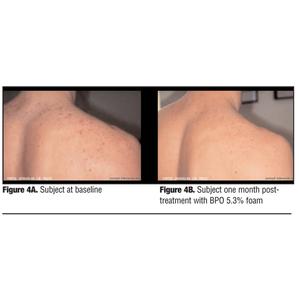 Figure 4A. Subject at baseline
Figure 4B. Subject one month post-
treatment with BPO 5.3% foam